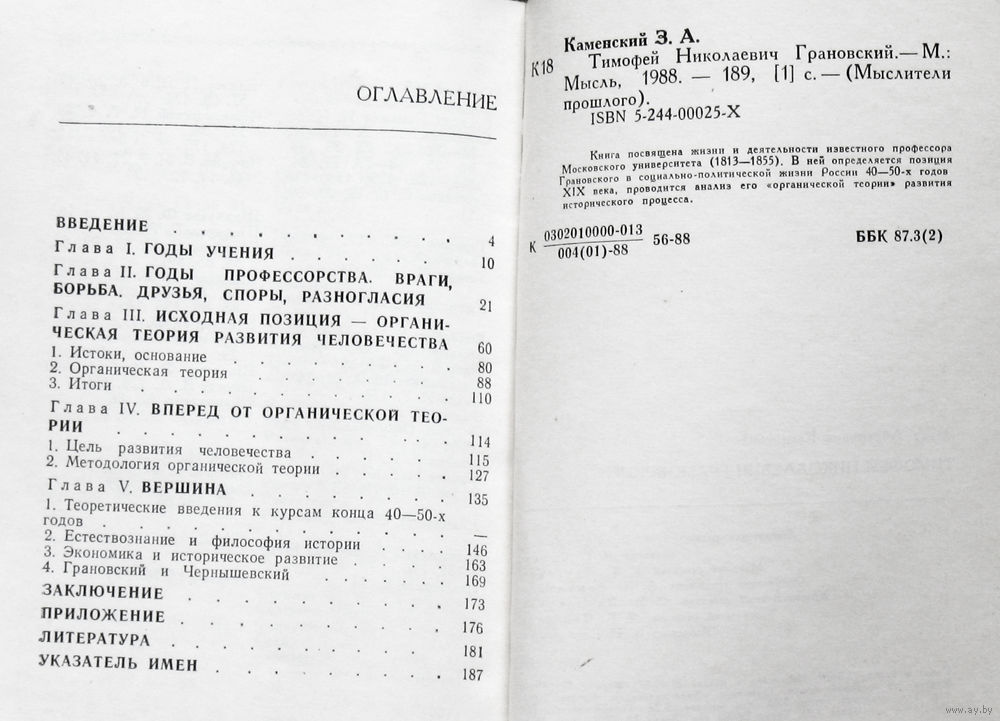 ОГЛАВЛЕНИЕ
ВВЕДЕНИЕ . . . . . . . . . . . 4
Глава I. ГОДЫ УЧЕНИЯ . . . . . . 10
Глава II. ГОДЫ ПРОФЕССОРСТВА. ВРАГИ,
БОРЬБА. ДРУЗЬЯ, СПОРЫ, РАЗНОГЛАСИЯ 21
Глава III. ИСХОДНАЯ ПОЗИЦИЯ — ОРГАНИ-
ЧЕСКАЯ ТЕОРИЯ РАЗВИТИЯ ЧЕЛОВЕЧЕСТВА 60
1. Истоки, основание . . . . . . . . 80
2. Органическая теория . . . . . . . 88
3. Итоги . . . . . . . . . . . 110
Глава IV. ВПЕРЕД ОТ ОРГАНИЧЕСКОЙ ТЕО-
РИИ . . . . . . . . . . . . 114
1. Цель развития человечества . . . . . 115
2. Методология органической теории . . . . 127
Глава V. ВЕРШИНА . . . . . . . . 135
1. Теоретические введения к курсам конца 40—50-х
годов . . . . . . . . . . . . —
2. Естествознание и философия истории . . . 146
3. Экономика и историческое развитие . . . . 163
4. Грановский и Чернышевский . . . . . 169
ЗАКЛЮЧЕНИЕ . . . . . . . . . . 173
ПРИЛОЖЕНИЕ . . . . . . . . . . 176
ЛИТЕРАТУРА . . . . . . . . . . 181
УКАЗАТЕЛЬ ИМЕН . . . . . . . . . 187
Каменский З. А.
К18 Тимофей Николаевич Грановский.— М.:
Мысль, 1988. — 189, [1] с. — (Мыслители
прошлого).
ISBN 5-244-00025-X
Книга посвящена жизни и деятельности известного профессора
Московского университета (1813—1855). В ней определяется позиция
Грановского в социально-политической жизни России 40—50-х годов
XIX века, проводится анализ его «органической теории» развития
исторического процесса.
К 0302010000-013 56-88 ББК 87.3(2)
004(01)-88
www.ay.by